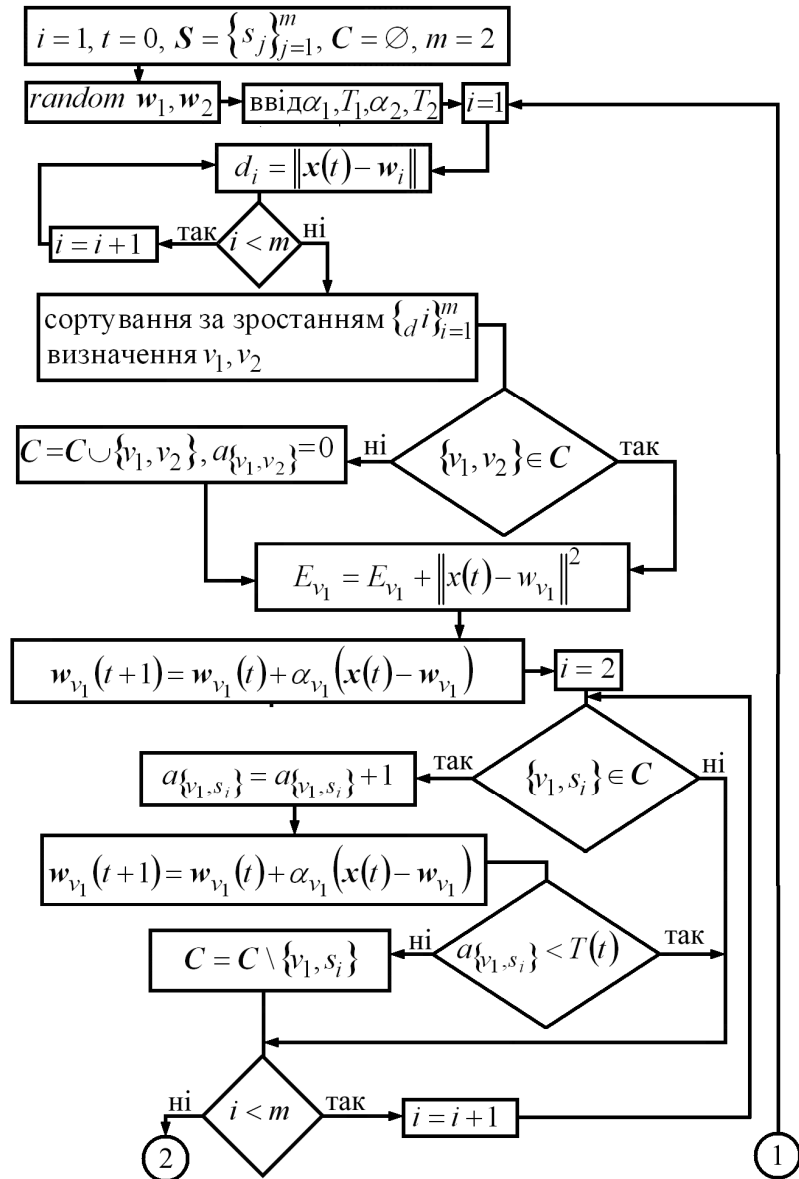 i = 1, t = 0, S = {s_j}_{j=1}^m, C = ∅, m = 2
random w_1, w_2
ввідα_1, T_1, α_2, T_2
i=1
d_i = ‖x(t) − w_i‖
i = i + 1
так
i < m
ні
сортування за зростанням {_d i}_{i=1}^m
визначення v_1, v_2
C = C ∪ {v_1, v_2}, a_{{v_1, v_2}} = 0
ні
{v_1, v_2} ∈ C
так
E_{v_1} = E_{v_1} + ‖x(t) − w_{v_1}‖^2
w_{v_1}(t + 1) = w_{v_1}(t) + α_{v_1}(x(t) − w_{v_1})
i = 2
a_{{v_1, s_i}} = a_{{v_1, s_i}} + 1
так
{v_1, s_i} ∈ C
ні
w_{v_1}(t + 1) = w_{v_1}(t) + α_{v_1}(x(t) − w_{v_1})
C = C \ {v_1, s_i}
ні
a_{{v_1, s_i}} < T(t)
так
ні
i < m
так
i = i + 1
2
1